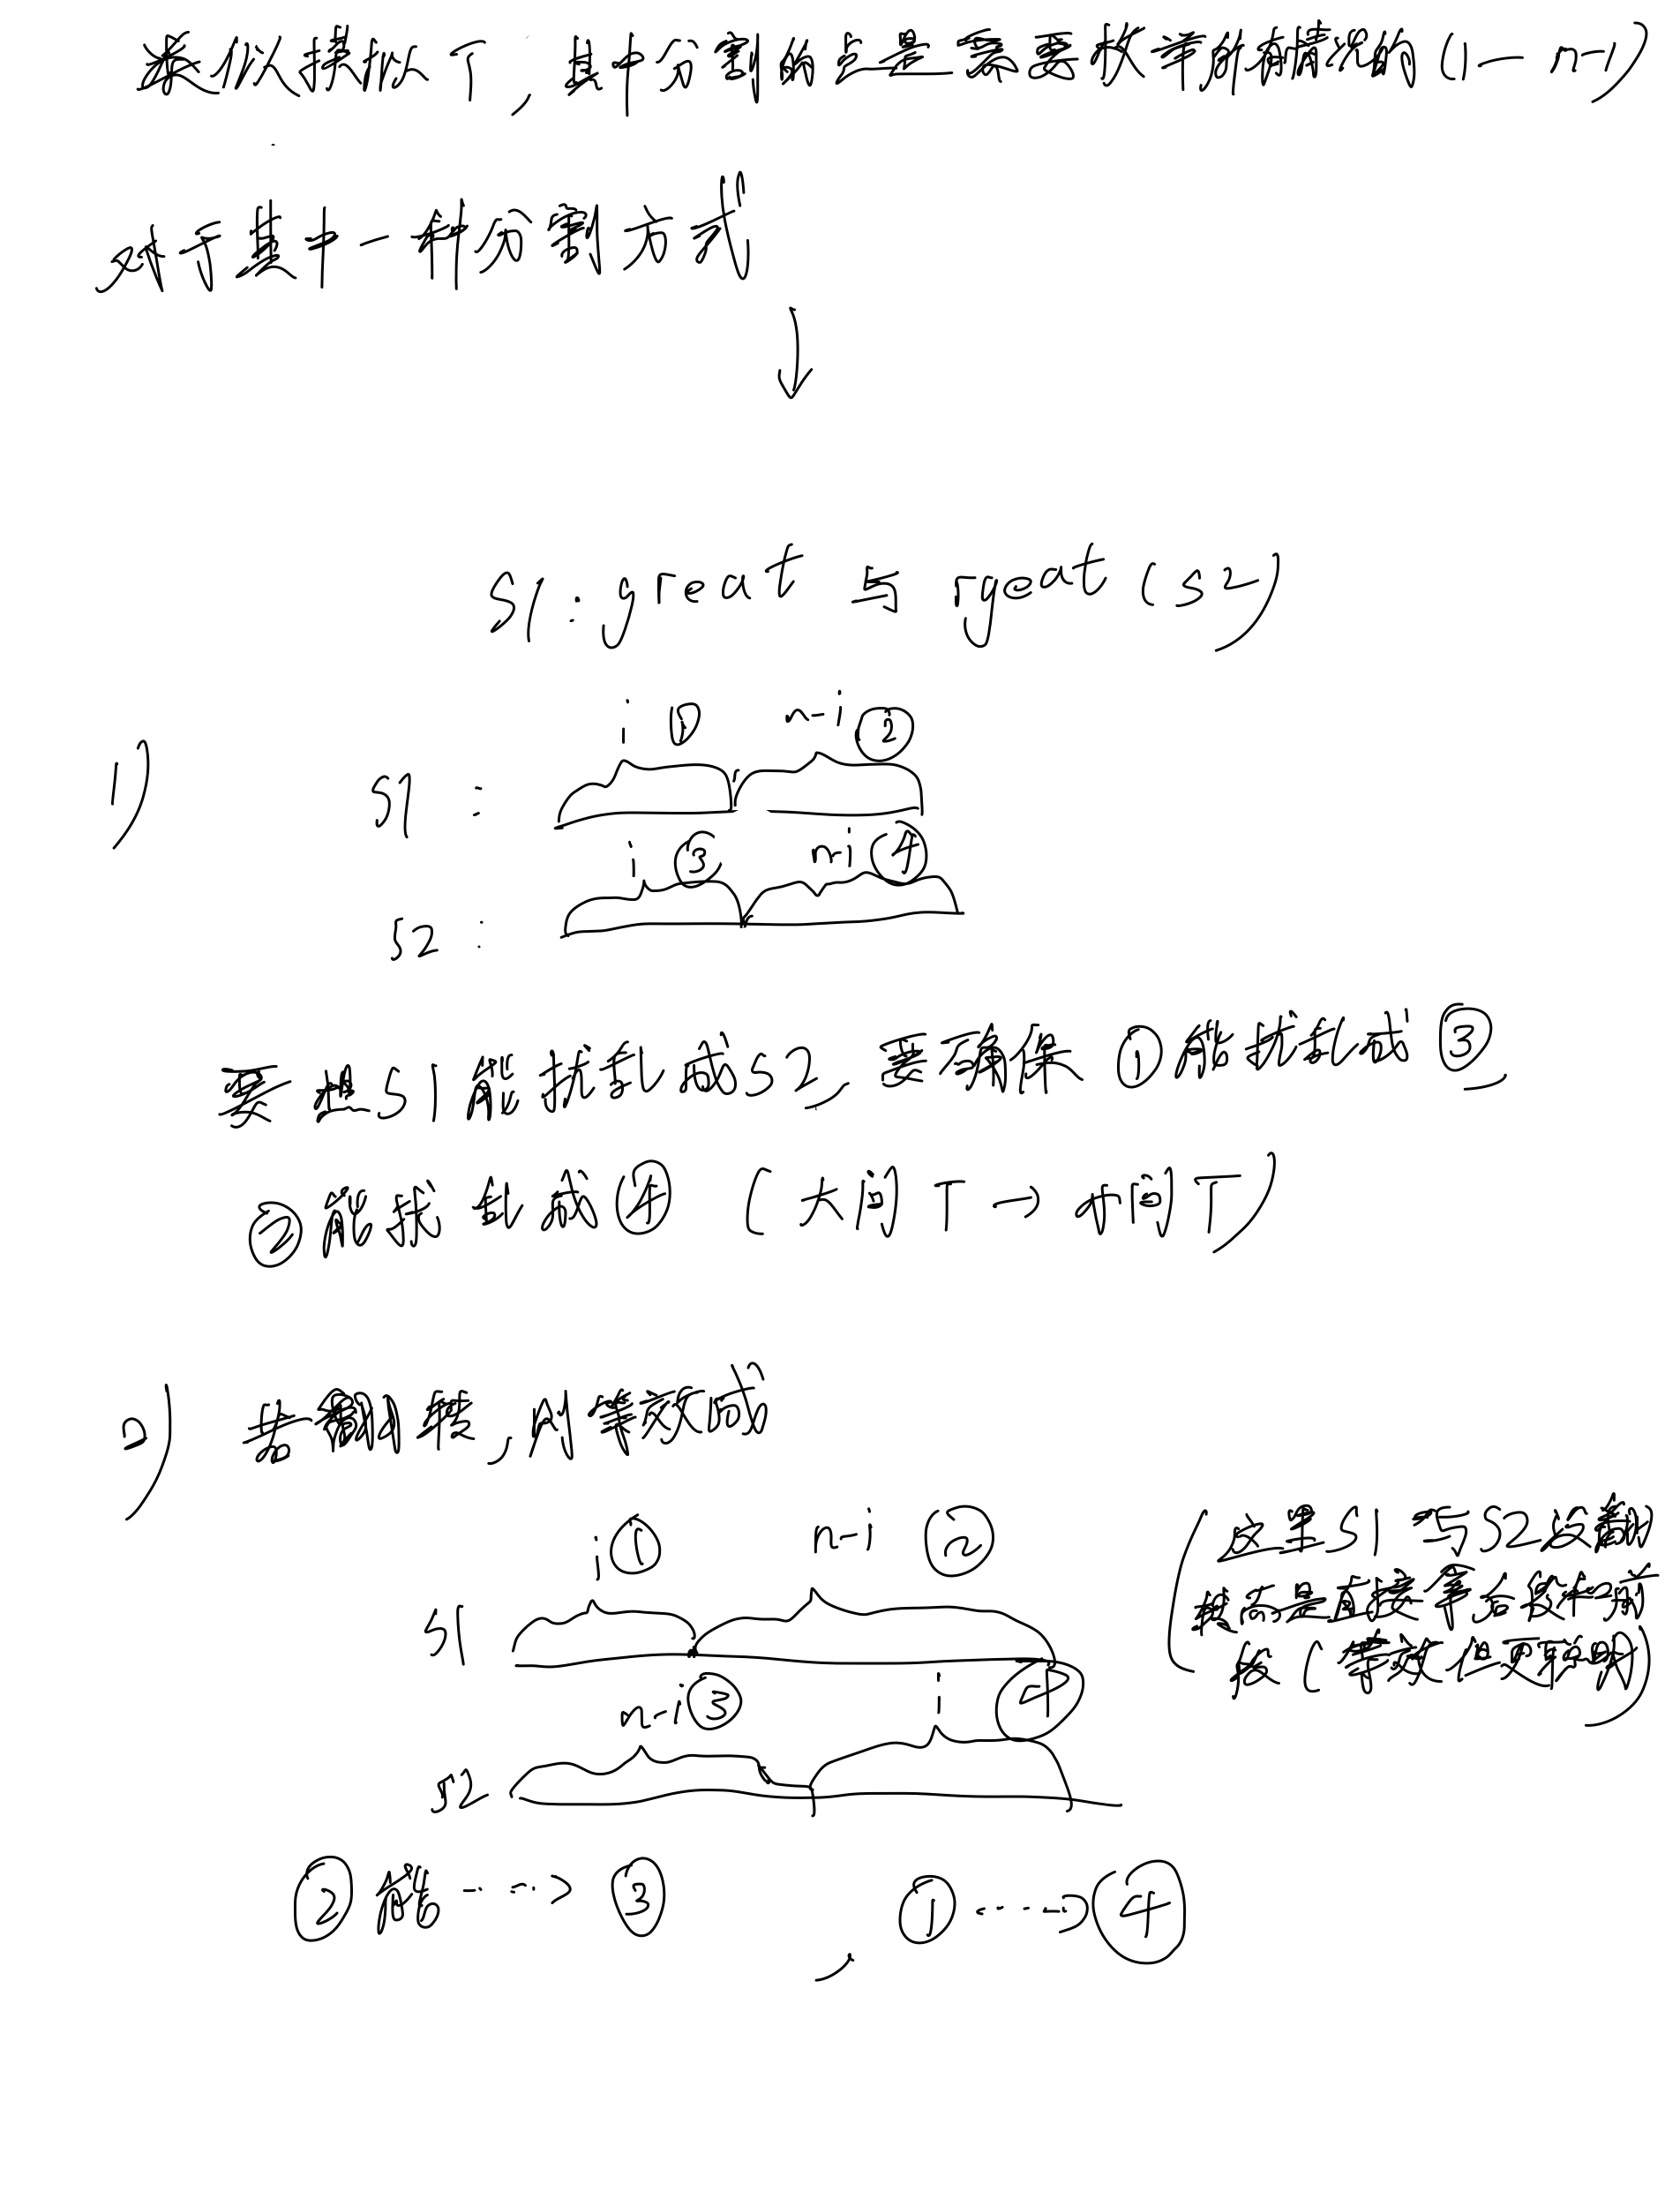 类似模拟T,其中分割的点是需要枚举所有情况的(1—n-1)
对于其中一种分割方式
↓
S1:great 与 rgeat(s2)
1)
i ① n-i ②
S1:
i ③ n-i ④
S2:
要想S1能扰乱成S2,要确保①能扰乱成③,
②能扰乱成④ (大问T→小问T)
2) 若翻转,则等效成
i ① n-i ②
S1
n-i ③ i ④
S2
(这里S1与S2没翻
转而是直接拿后段和前
段(等效但更聪明)
②能---->③ , ①---->④